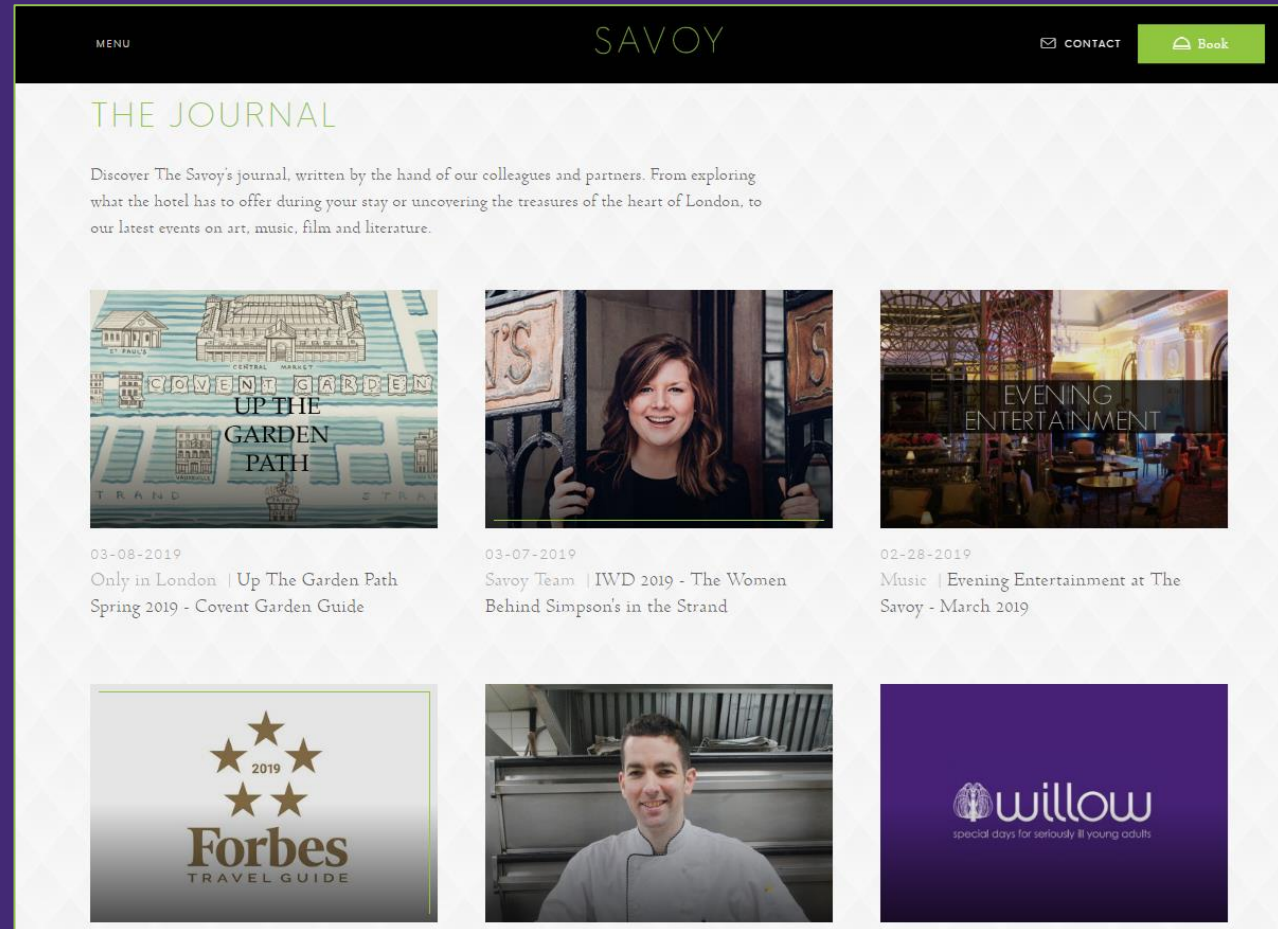 MENU
SAVOY
CONTACT
Book
THE JOURNAL
Discover The Savoy's journal, written by the hand of our colleagues and partners. From exploring
what the hotel has to offer during your stay or uncovering the treasures of the heart of London, to
our latest events on art, music, film and literature.
ST PAUL'S
CENTRAL MARKET
COVENT GARDEN
UP THE
GARDEN
PATH
VAUDEVILLE
TRAND
STRA
N'S
S
EVENING
ENTERTAINMENT
03-08-2019
Only in London | Up The Garden Path
Spring 2019 - Covent Garden Guide
03-07-2019
Savoy Team | IWD 2019 - The Women
Behind Simpson's in the Strand
02-28-2019
Music | Evening Entertainment at The
Savoy - March 2019
2019
Forbes
TRAVEL GUIDE
willow
special days for seriously ill young adults